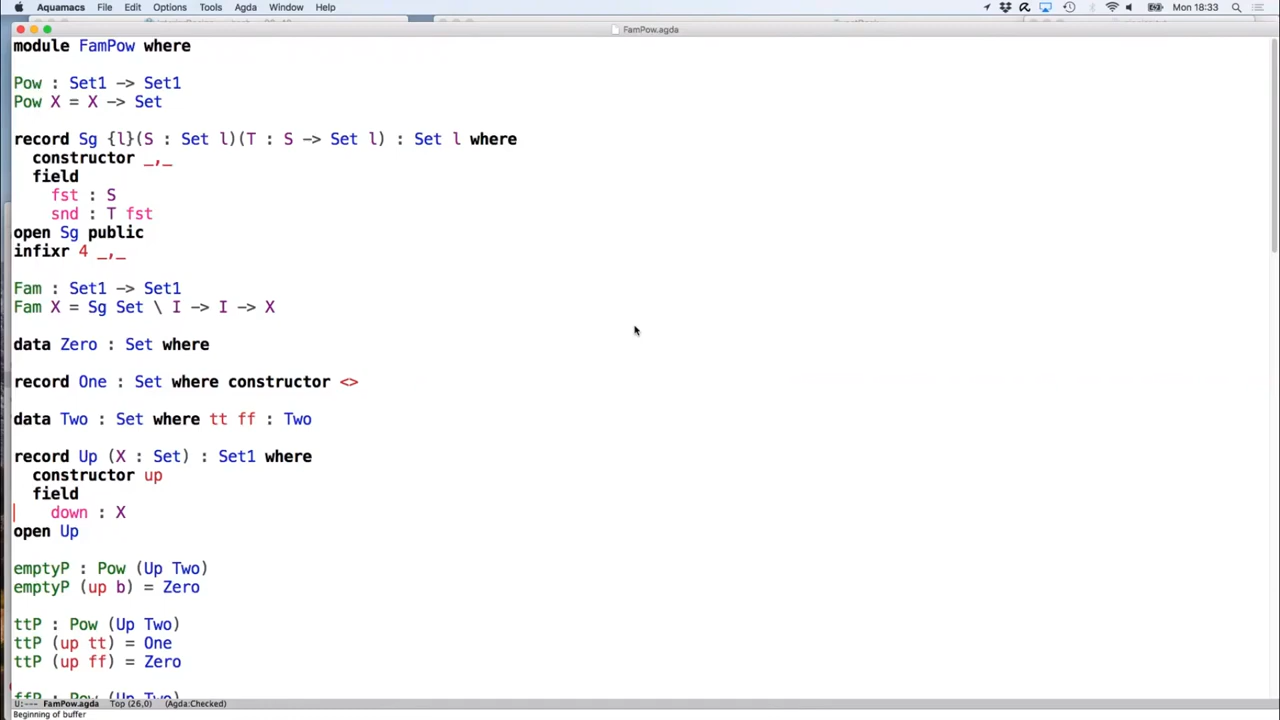 Aquamacs File Edit Options Tools Agda Window Help Mon 18:33
FamPow.agda
module FamPow where
Pow : Set1 -> Set1
Pow X = X -> Set
record Sg {l}(S : Set l)(T : S -> Set l) : Set l where
constructor _,_
field
fst : S
snd : T fst
open Sg public
infixr 4 _,_
Fam : Set1 -> Set1
Fam X = Sg Set \ I -> I -> X
data Zero : Set where
record One : Set where constructor <>
data Two : Set where tt ff : Two
record Up (X : Set) : Set1 where
constructor up
field
down : X
open Up
emptyP : Pow (Up Two)
emptyP (up b) = Zero
ttP : Pow (Up Two)
ttP (up tt) = One
ttP (up ff) = Zero
ffP : Pow (Up Two)
U:--- FamPow.agda Top (26,0) (Agda:Checked)
Beginning of buffer